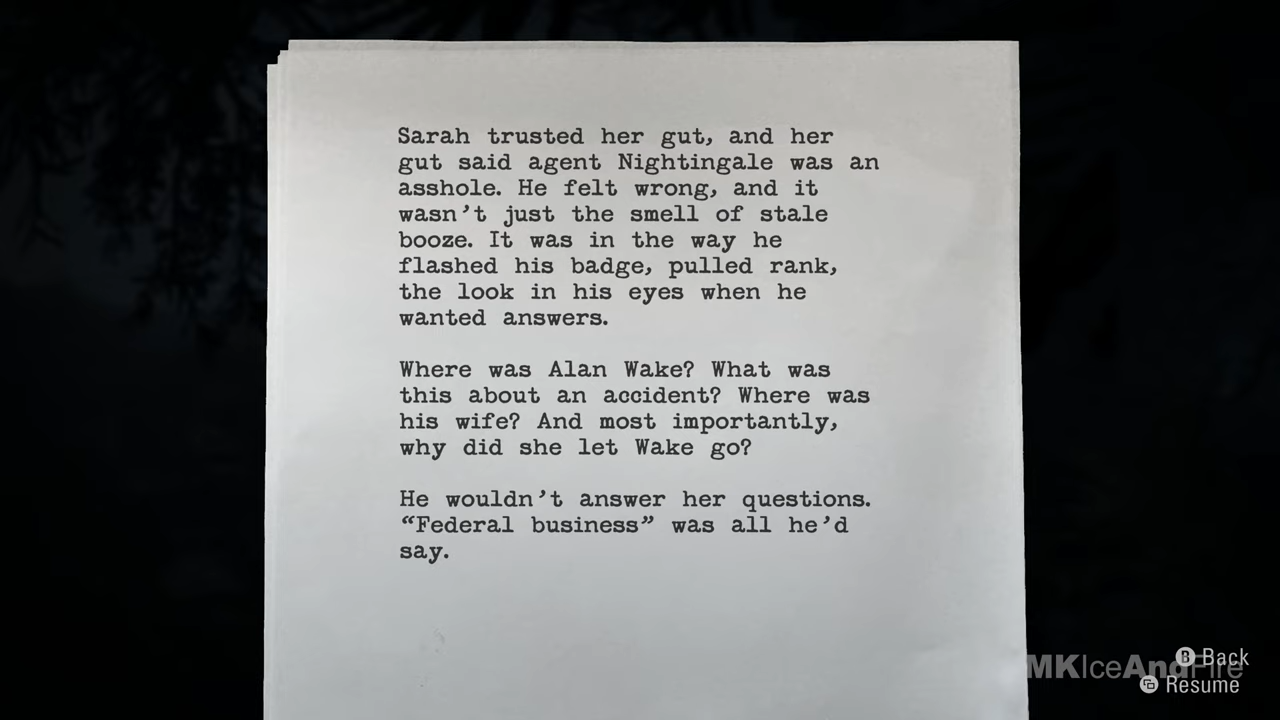 Sarah trusted her gut, and her
gut said agent Nightingale was an
asshole. He felt wrong, and it
wasn’t just the smell of stale
booze. It was in the way he
flashed his badge, pulled rank,
the look in his eyes when he
wanted answers.
Where was Alan Wake? What was
this about an accident? Where was
his wife? And most importantly,
why did she let Wake go?
He wouldn’t answer her questions.
“Federal business” was all he’d
say.
B Back
MKIceAndFire
Resume